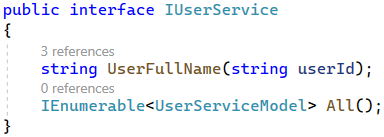 public interface IUserService
{
3 references
string UserFullName(string userId);
0 references
IEnumerable<UserServiceModel> All();
}